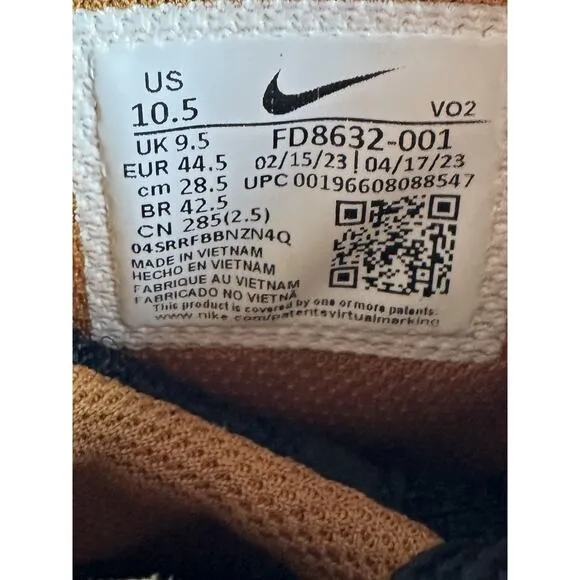 US
10.5
VO2
UK 9.5
FD8632-001
EUR 44.5
02/15/23 | 04/17/23
cm 28.5
UPC 00196608088547
BR 42.5
CN 285(2.5)
04SRRFBBNZN4Q
MADE IN VIETNAM
HECHO EN VIETNAM
FABRIQUE AU VIETNAM
FABRICADO NO VIETNÃ
This product is covered by one or more patents.
www.nike.com/patentsvirtualmarking